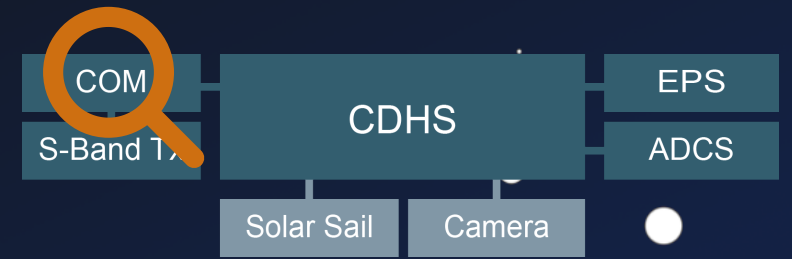 COM
EPS
CDHS
S-Band Tx
ADCS
Solar Sail
Camera